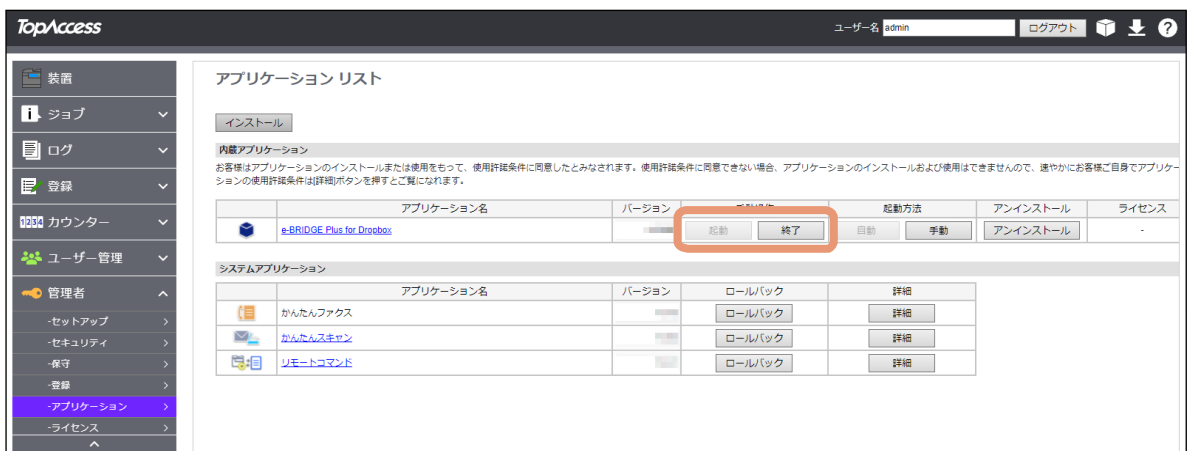 TopAccess
ユーザー名 admin ログアウト ?
装置
ジョブ
ログ
登録
1234 カウンター
ユーザー管理
管理者
-セットアップ
-セキュリティ
-保守
-登録
-アプリケーション
-ライセンス
アプリケーション リスト
インストール
内蔵アプリケーション
お客様はアプリケーションのインストールまたは使用をもって、使用許諾条件に同意したとみなされます。使用許諾条件に同意できない場合、アプリケーションのインストールおよび使用はできませんので、速やかにお客様ご自身でアプリケー
ションの使用許諾条件は[詳細]ボタンを押すとご覧になれます。
アプリケーション名 バージョン 起動方法 アンインストール ライセンス
e-BRIDGE Plus for Dropbox 起動 終了 自動 手動 アンインストール -
システムアプリケーション
アプリケーション名 バージョン ロールバック 詳細
かんたんファクス ロールバック 詳細
かんたんスキャン ロールバック 詳細
リモートコマンド ロールバック 詳細